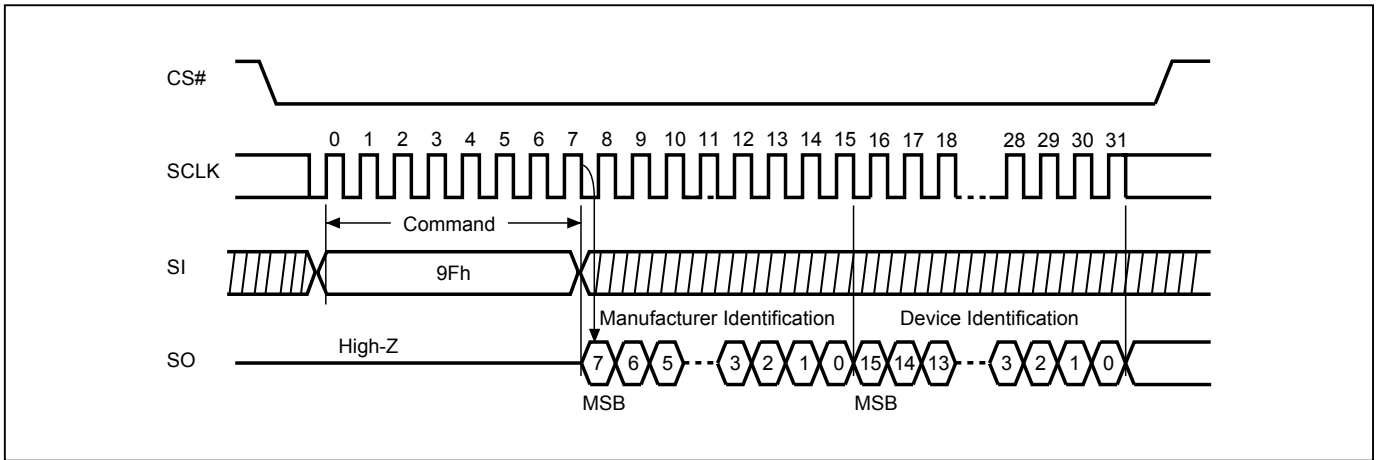 CS#
0 1 2 3 4 5 6 7 8 9 10 11 12 13 14 15 16 17 18 28 29 30 31
SCLK
Command
SI
9Fh
Manufacturer Identification Device Identification
High-Z
SO
7 6 5 3 2 1 0 15 14 13 3 2 1 0
MSB MSB